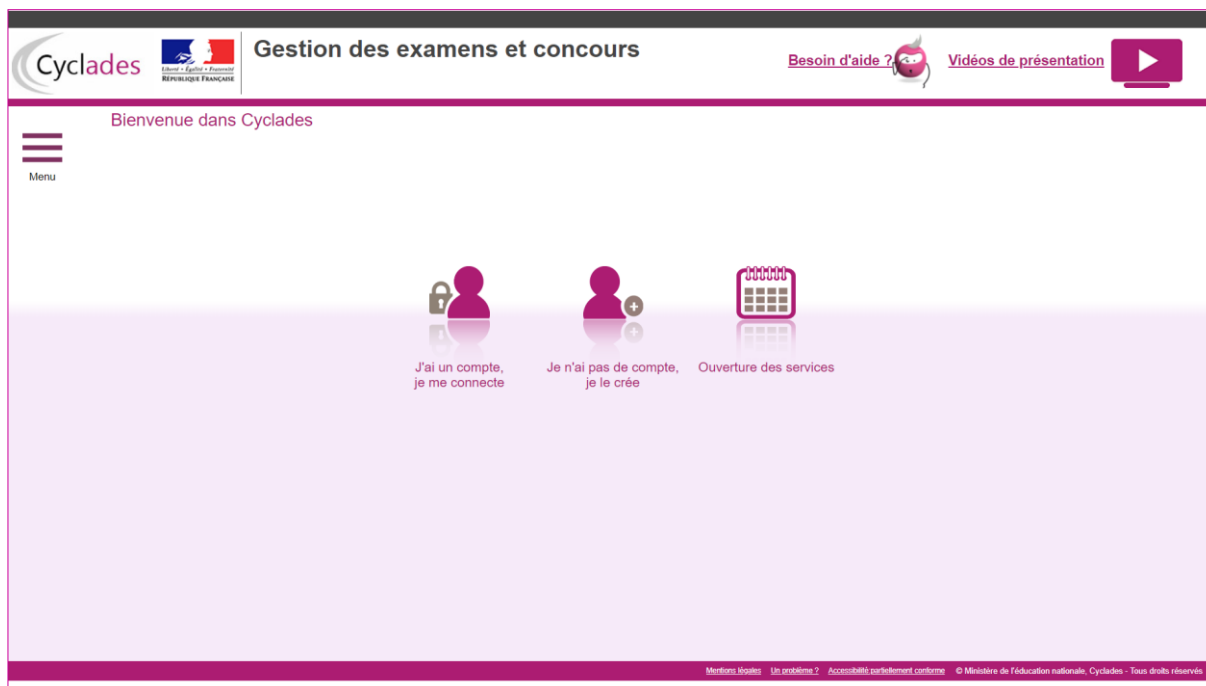 Cyclades
Liberté • Égalité • Fraternité
RÉPUBLIQUE FRANÇAISE
Gestion des examens et concours
Besoin d'aide ?
Vidéos de présentation
Menu
Bienvenue dans Cyclades
J'ai un compte,
je me connecte
Je n'ai pas de compte,
je le crée
Ouverture des services
Mentions légales Un problème ? Accessibilité partiellement conforme © Ministère de l'éducation nationale, Cyclades - Tous droits réservés